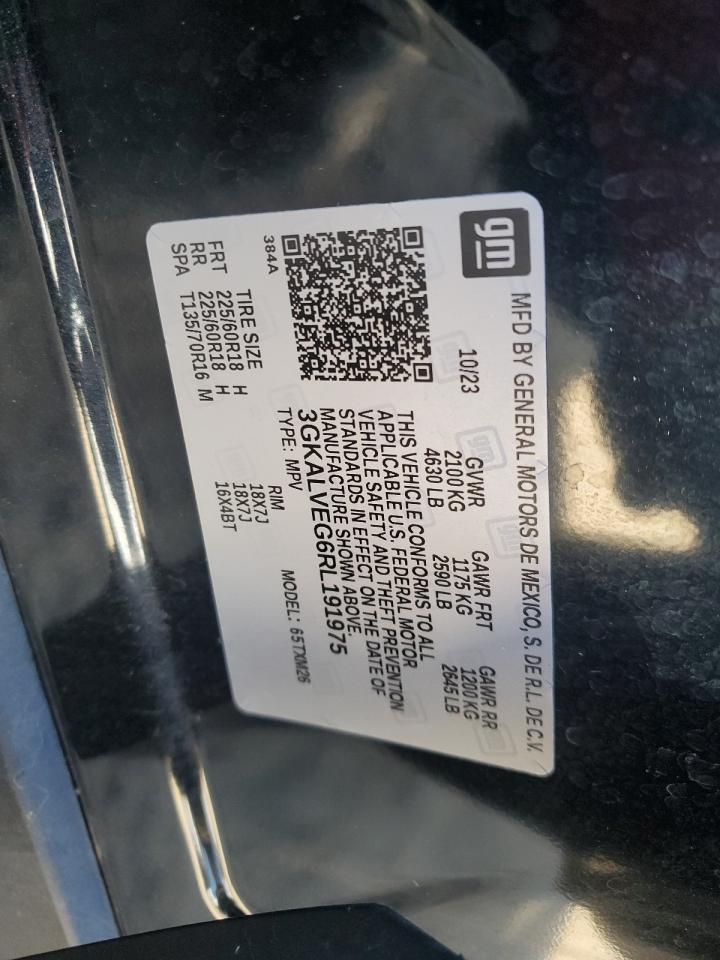 gm
MFD BY GENERAL MOTORS DE MEXICO, S. DE R.L. DE C.V.
10/23
GVWR GAWR FRT GAWR RR
2100 KG 1175 KG 1200 KG
4630 LB 2590 LB 2645 LB
THIS VEHICLE CONFORMS TO ALL
APPLICABLE U.S. FEDERAL MOTOR
VEHICLE SAFETY AND THEFT PREVENTION
STANDARDS IN EFFECT ON THE DATE OF
MANUFACTURE SHOWN ABOVE.
3GKALVEG6RL191975
TYPE: MPV MODEL: 65TXM26
384A
TIRE SIZE RIM
FRT 225/60R18 H 18X7J
RR 225/60R18 H 18X7J
SPA T135/70R16 M 16X4BT